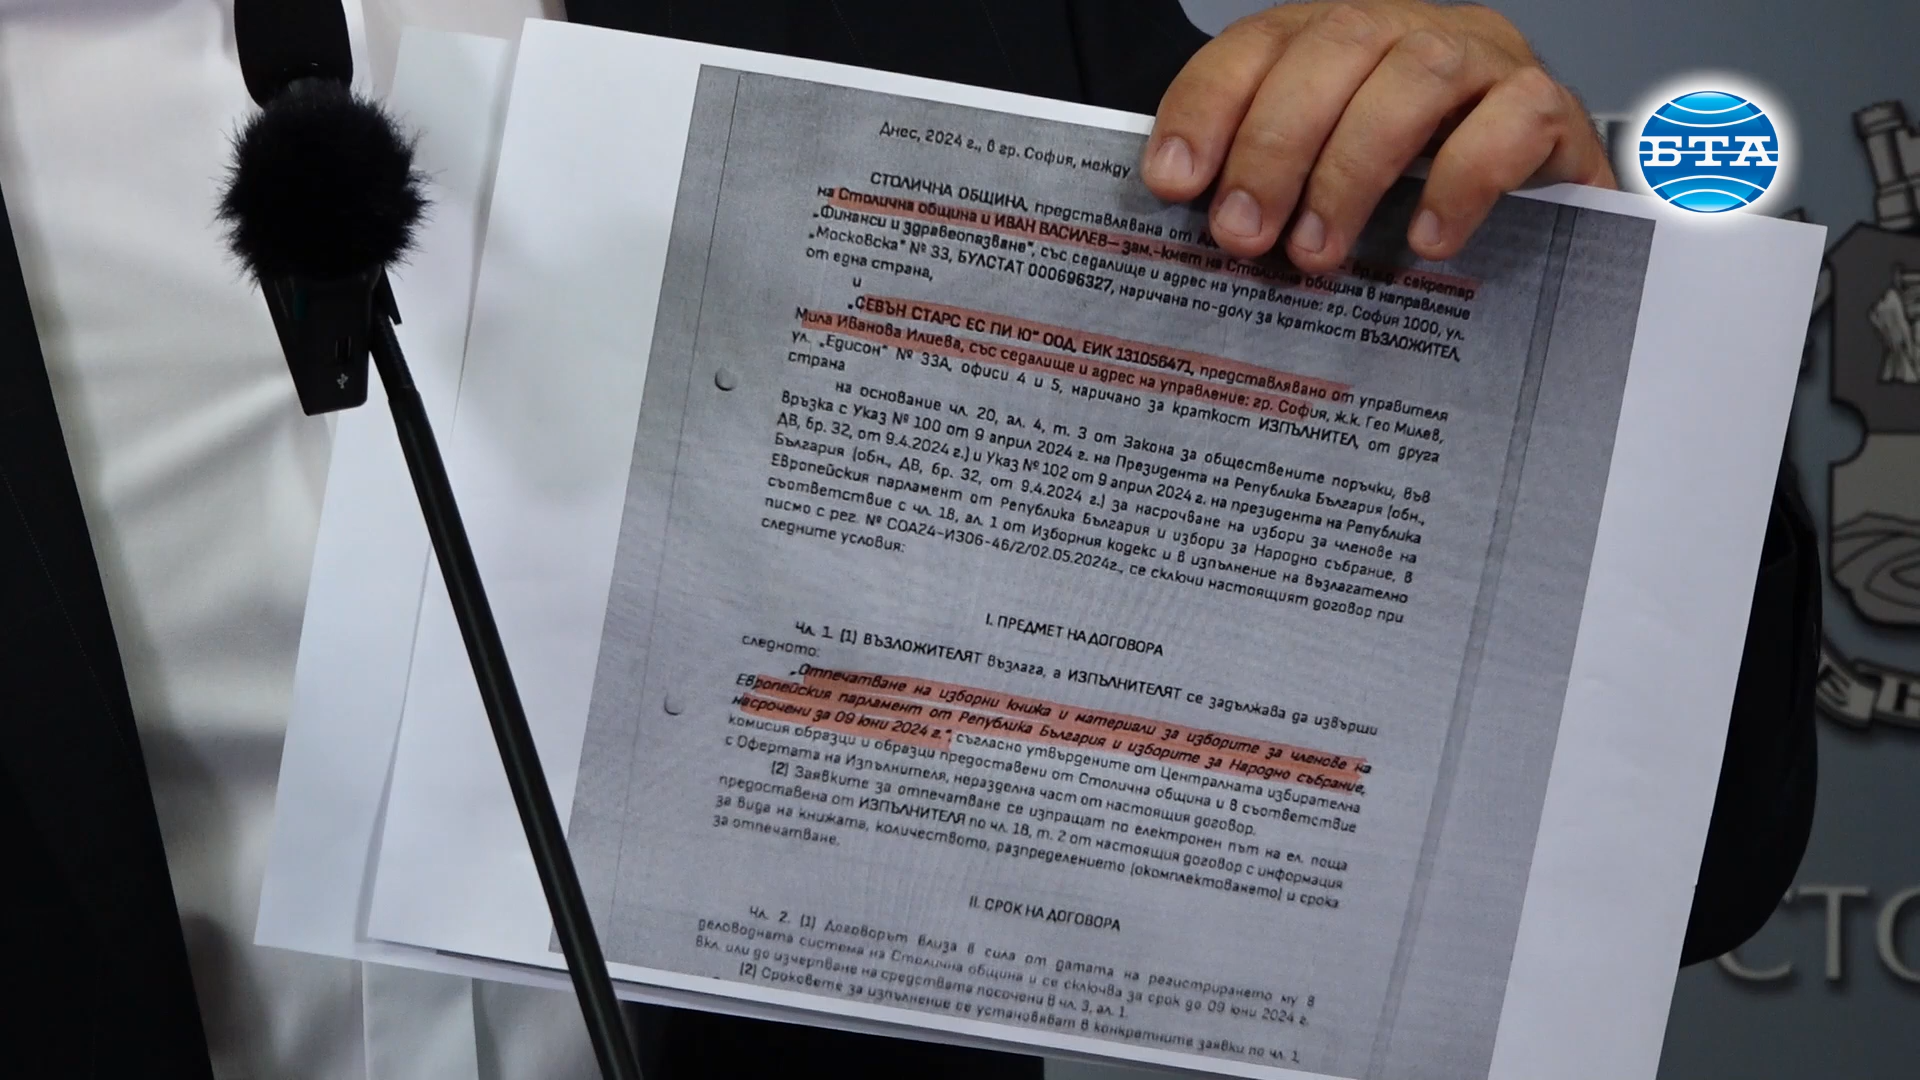 БТА
Днес, 2024 г., в гр. София, между
СТОЛИЧНА ОБЩИНА, представлявана от
на Столична община и ИВАН ВАСИЛЕВ– зам.-кмет на Столична община в направление
„Финанси и здравеопазване“, със седалище и адрес на управление: гр. София 1000, ул.
„Московска“ № 33, БУЛСТАТ 000696327, наричана по-долу за краткост ВЪЗЛОЖИТЕЛ,
от една страна,
и
„СЕВЪН СТАРС ЕС ПИ Ю“ ООД, ЕИК 131056471, представлявано от управителя
Мила Иванова Илиева, със седалище и адрес на управление: гр. София, ж.к. Гео Милев,
ул. „Едисон“ № 33А, офиси 4 и 5, наричано за краткост ИЗПЪЛНИТЕЛ, от друга
страна
на основание чл. 20, ал. 4, т. 3 от Закона за обществените поръчки, във
връзка с Указ № 100 от 9 април 2024 г. на Президента на Република България (обн.,
ДВ, бр. 32, от 9.4.2024 г.) и Указ № 102 от 9 април 2024 г. на президента на Република
България (обн., ДВ, бр. 32, от 9.4.2024 г.) за насрочване на избори за членове на
Европейския парламент от Република България и избори за Народно събрание, в
съответствие с чл. 18, ал. 1 от Изборния кодекс и в изпълнение на възлагателно
писмо с рег. № СОА24-ИЗ06-46/2/02.05.2024г., се сключи настоящият договор при
следните условия:
I. ПРЕДМЕТ НА ДОГОВОРА
Чл. 1. (1) ВЪЗЛОЖИТЕЛЯТ възлага, а ИЗПЪЛНИТЕЛЯТ се задължава да извърши
следното:
„Отпечатване на изборни книжа и материали за изборите за членове на
Европейския парламент от Република България и изборите за Народно събрание,
насрочени за 09 юни 2024 г.“, съгласно утвърдените от Централната избирателна
комисия образци и образци предоставени от Столична община и в съответствие
с Офертата на Изпълнителя, неразделна част от настоящия договор.
(2) Заявките за отпечатване се изпращат по електронен път на ел. поща
предоставена от ИЗПЪЛНИТЕЛЯ по чл. 18, т. 2 от настоящия договор с информация
за вида на книжата, количеството, разпределението (окомплектоването) и срока
за отпечатване.
II. СРОК НА ДОГОВОРА
Чл. 2. (1) Договорът влиза в сила от датата на регистрирането му в
деловодната система на Столична община и се сключва за срок до 09 юни 2024 г.
вкл. или до изчерпване на средствата посочени в чл. 3, ал. 1.
(2) Сроковете за изпълнение се установяват в конкретните заявки по чл. 1,